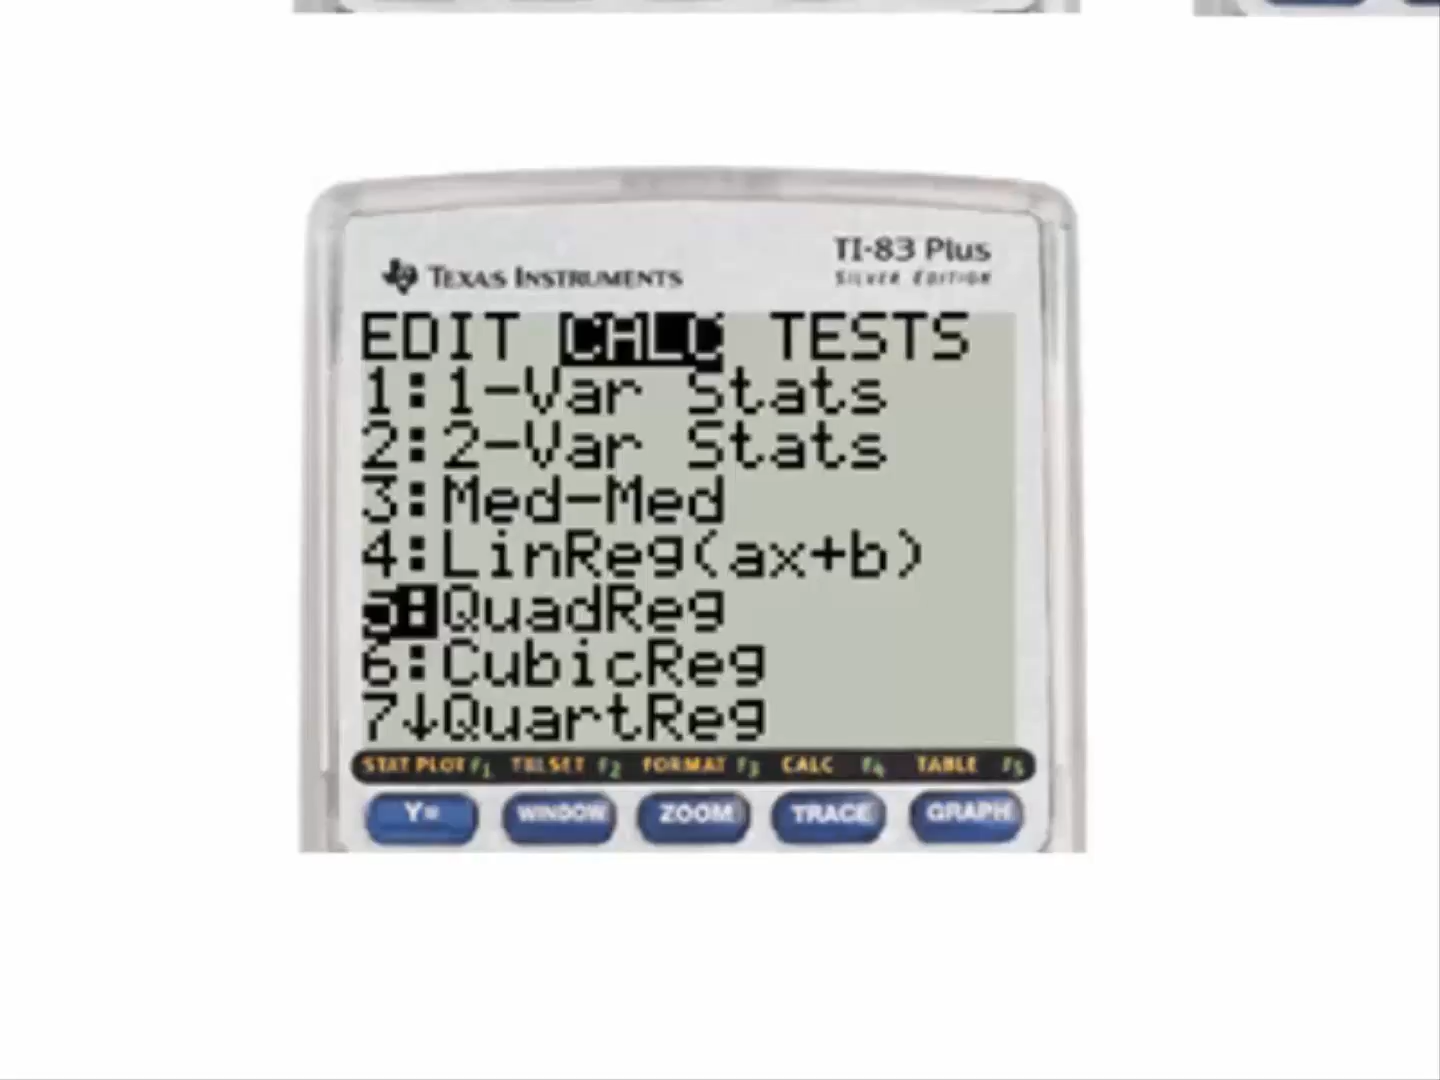 TEXAS INSTRUMENTS
TI-83 Plus
SILVER EDITION
EDIT CALC TESTS
1:1-Var Stats
2:2-Var Stats
3:Med-Med
4:LinReg(ax+b)
5:QuadReg
6:CubicReg
7↓QuartReg
STAT PLOT F1 TBLSET F2 FORMAT F3 CALC F4 TABLE F5
Y= WINDOW ZOOM TRACE GRAPH